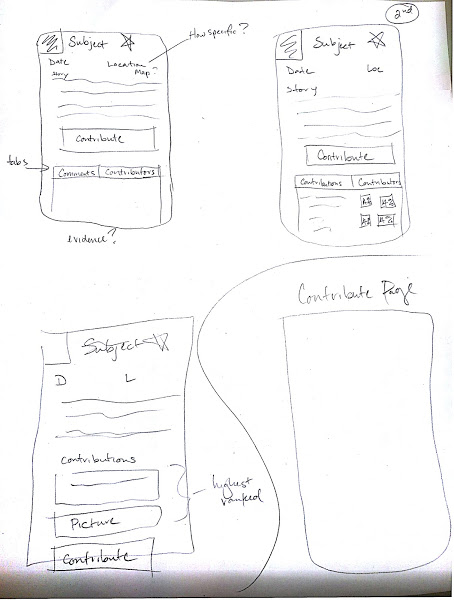 2nd
How specific?
Subject
Date Location
Story Map?
Contribute
tabs
Comments Contributors
evidence?
Subject
Date Loc
Story
Contribute
Contributions Contributors
Subject
D L
Contributions
highest ranked
Picture
Contribute
Contribute Page